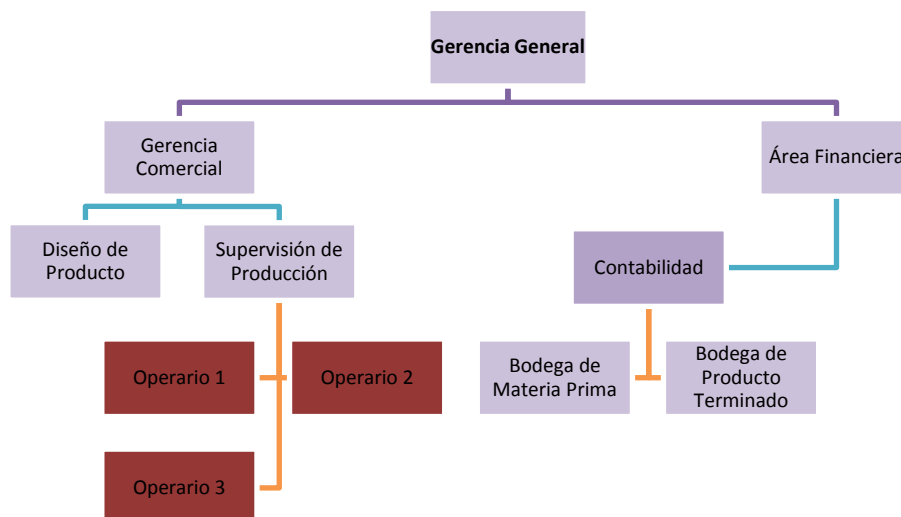 Gerencia General
Gerencia
Comercial
Área Financiera
Diseño de
Producto
Supervisión de
Producción
Contabilidad
Operario 1
Operario 2
Bodega de
Materia Prima
Bodega de
Producto
Terminado
Operario 3